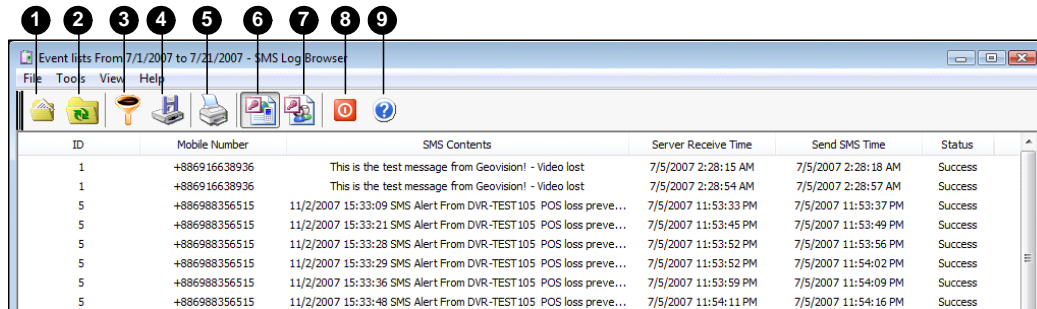 1 2 3 4 5 6 7 8 9
Event lists From 7/1/2007 to 7/21/2007 - SMS Log Browser
File Tools View Help
ID Mobile Number SMS Contents Server Receive Time Send SMS Time Status
1 +886916638936 This is the test message from Geovision! - Video lost 7/5/2007 2:28:15 AM 7/5/2007 2:28:18 AM Success
1 +886916638936 This is the test message from Geovision! - Video lost 7/5/2007 2:28:54 AM 7/5/2007 2:28:57 AM Success
5 +886988356515 11/2/2007 15:33:09 SMS Alert From DVR-TEST105 POS loss preve... 7/5/2007 11:53:33 PM 7/5/2007 11:53:37 PM Success
5 +886988356515 11/2/2007 15:33:21 SMS Alert From DVR-TEST105 POS loss preve... 7/5/2007 11:53:45 PM 7/5/2007 11:53:49 PM Success
5 +886988356515 11/2/2007 15:33:28 SMS Alert From DVR-TEST105 POS loss preve... 7/5/2007 11:53:52 PM 7/5/2007 11:53:56 PM Success
5 +886988356515 11/2/2007 15:33:29 SMS Alert From DVR-TEST105 POS loss preve... 7/5/2007 11:53:52 PM 7/5/2007 11:54:02 PM Success
5 +886988356515 11/2/2007 15:33:36 SMS Alert From DVR-TEST105 POS loss preve... 7/5/2007 11:53:59 PM 7/5/2007 11:54:09 PM Success
5 +886988356515 11/2/2007 15:33:48 SMS Alert From DVR-TEST105 POS loss preve... 7/5/2007 11:54:11 PM 7/5/2007 11:54:16 PM Success